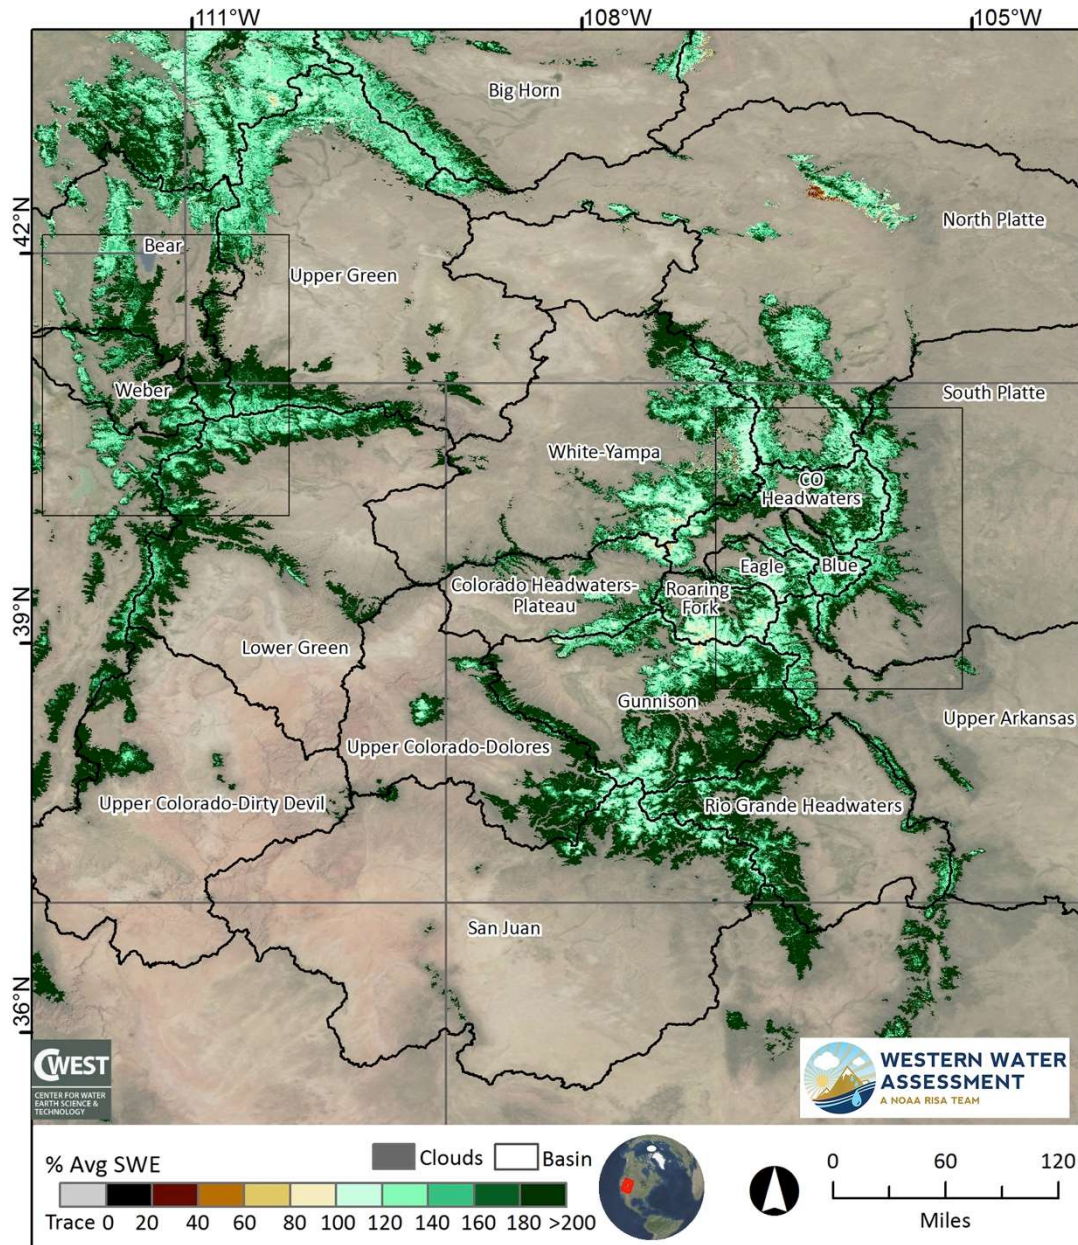 111°W 108°W 105°W
Big Horn
42°N
North Platte
Bear
Upper Green
Weber
South Platte
White-Yampa
CO
Headwaters
Eagle
Blue
Colorado Headwaters-
Plateau
Roaring
Fork
39°N
Lower Green
Gunnison
Upper Arkansas
Upper Colorado-Dolores
Upper Colorado-Dirty Devil
Rio Grande Headwaters
San Juan
36°N
CWEST
CENTER FOR WATER
EARTH SCIENCE &
TECHNOLOGY
WESTERN WATER
ASSESSMENT
A NOAA RISA TEAM
% Avg SWE
Clouds
Basin
Trace 0 20 40 60 80 100 120 140 160 180 >200
0 60 120
Miles